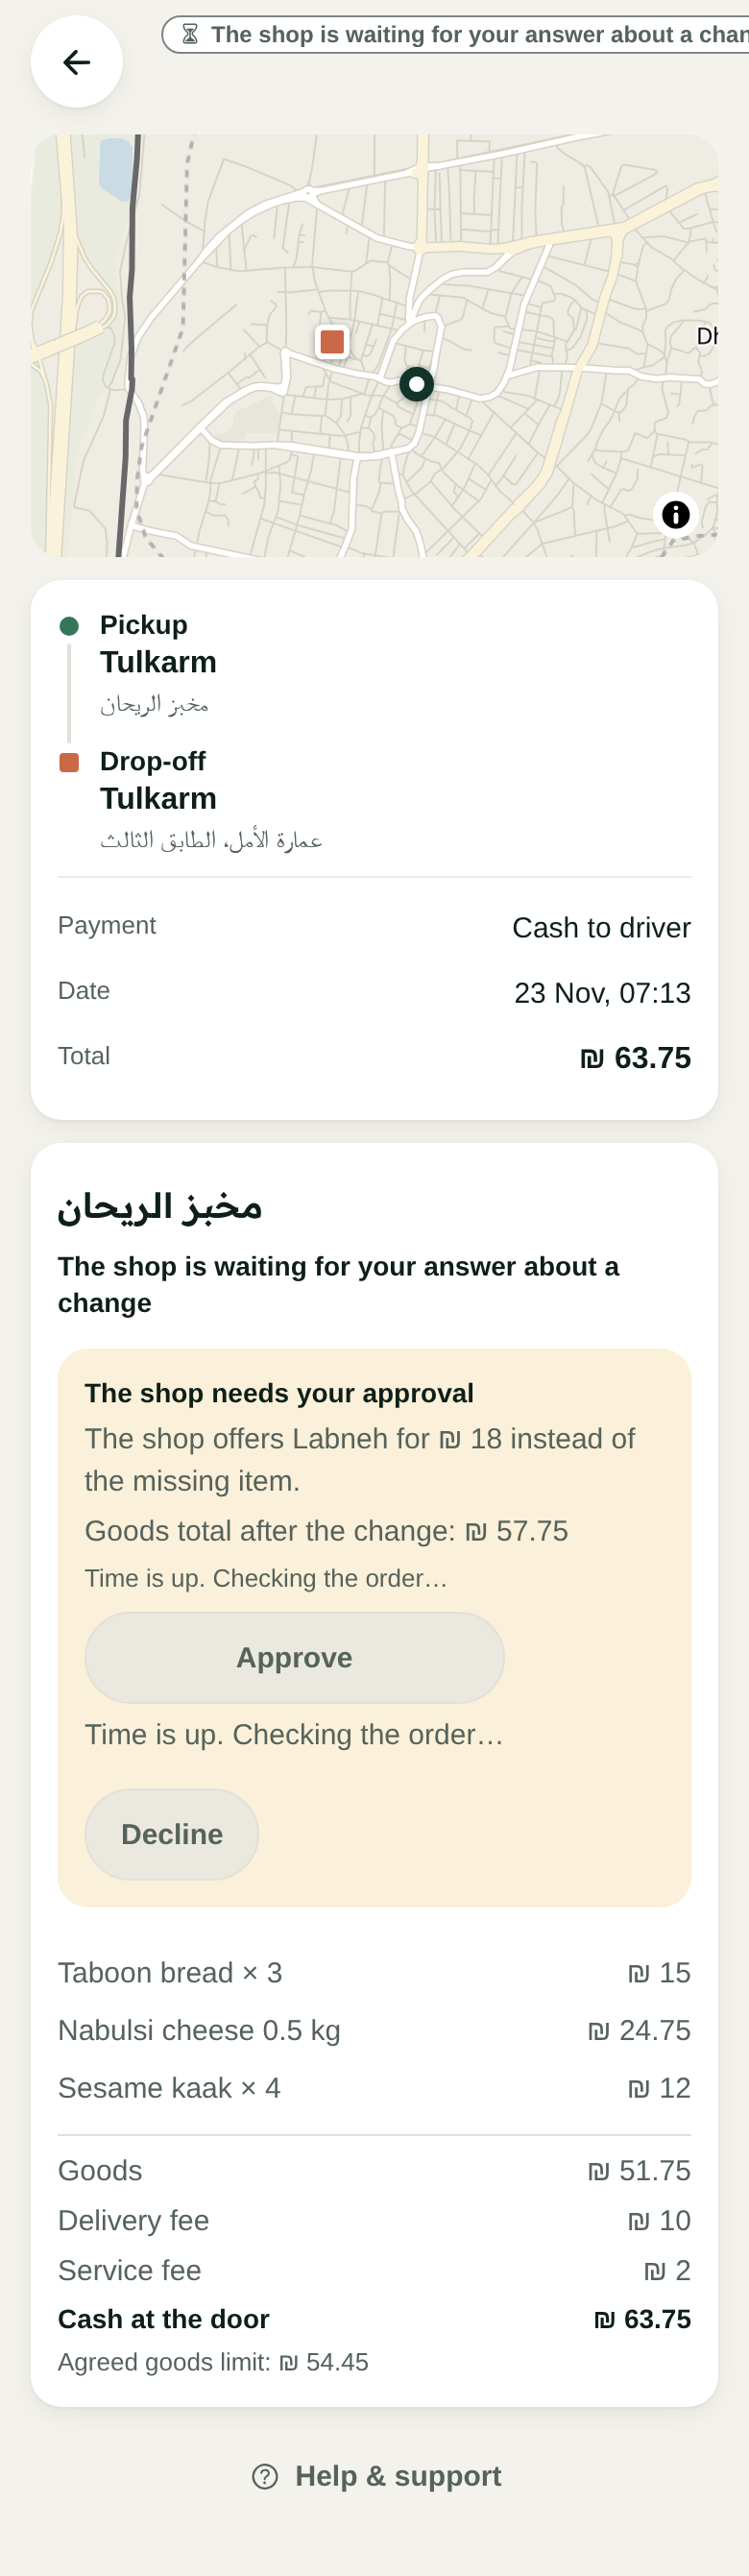 The shop is waiting for your answer about a chan
Dh
Pickup
Tulkarm
مخبز الريحان
Drop-off
Tulkarm
عمارة الأمل، الطابق الثالث
Payment
Cash to driver
Date
23 Nov, 07:13
Total
₪ 63.75
مخبز الريحان
The shop is waiting for your answer about a
change
The shop needs your approval
The shop offers Labneh for ₪ 18 instead of
the missing item.
Goods total after the change: ₪ 57.75
Time is up. Checking the order…
Approve
Time is up. Checking the order…
Decline
Taboon bread × 3
₪ 15
Nabulsi cheese 0.5 kg
₪ 24.75
Sesame kaak × 4
₪ 12
Goods
₪ 51.75
Delivery fee
₪ 10
Service fee
₪ 2
Cash at the door
₪ 63.75
Agreed goods limit: ₪ 54.45
Help & support